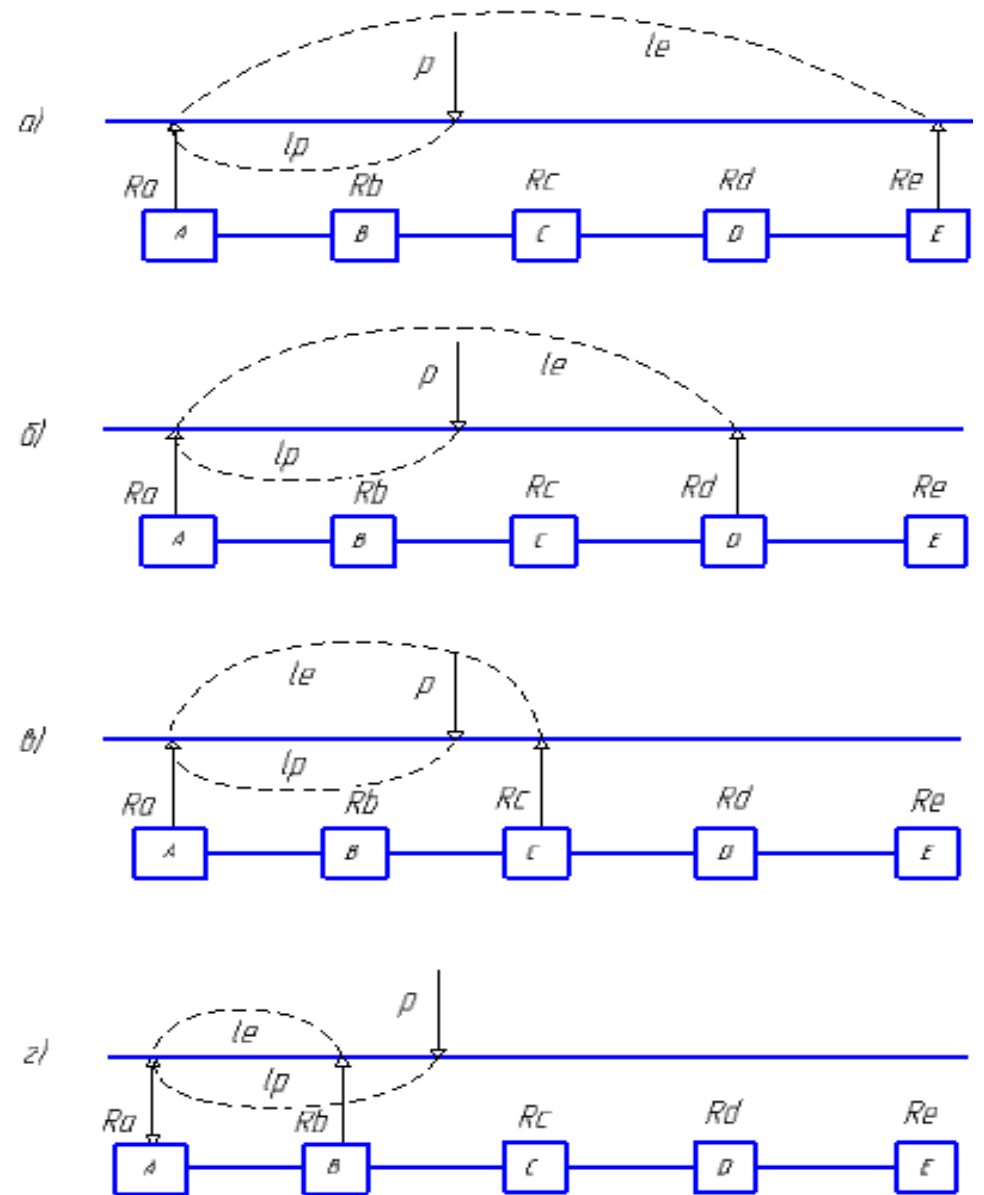 le
р
а)
lp
Ra Rb Rc Rd Re
A B C D E
р
le
б)
lp
Ra Rb Rc Rd Re
A B C D E
le
р
в)
lp
Ra Rb Rc Rd Re
A B C D E
р
le
г)
lp
Ra Rb Rc Rd Re
A B C D E